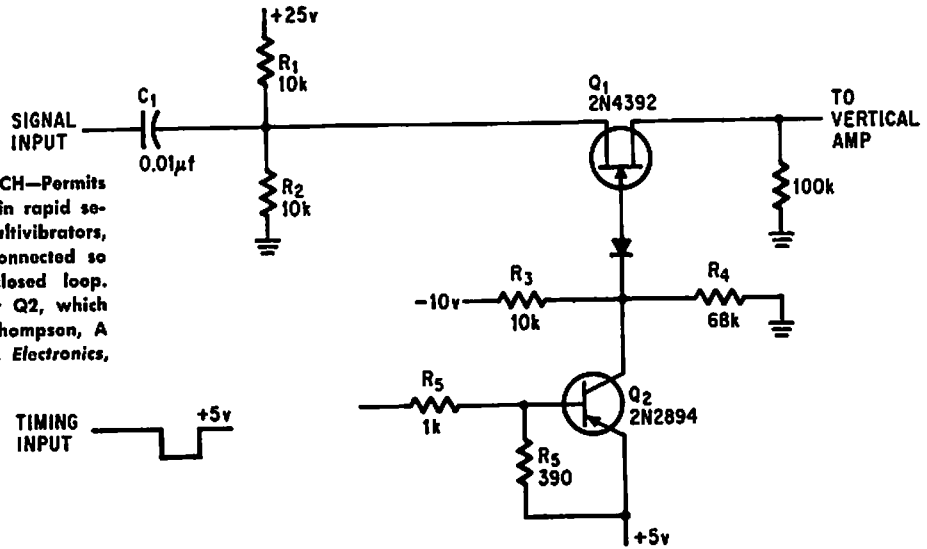 +25v
R1
10k
C1
SIGNAL
INPUT
0.01µf
R2
10k
Q1
2N4392
TO
VERTICAL
AMP
100k
CH—Permits
in rapid se-
ultivibrators,
onnected so
closed loop.
Q2, which
hompson, A
Electronics,
R3
-10v
10k
R4
68k
TIMING
INPUT
+5v
R5
1k
Q2
2N2894
R5
390
+5v